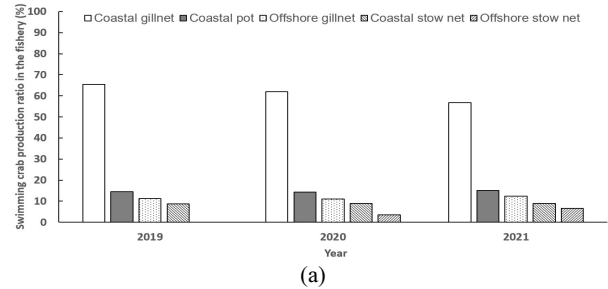 Swimming crab production ratio in the fishery (%)
100
90
80
70
60
50
40
30
20
10
0
Coastal gillnet Coastal pot Offshore gillnet Coastal stow net Offshore stow net
2019 2020 2021
Year
(a)